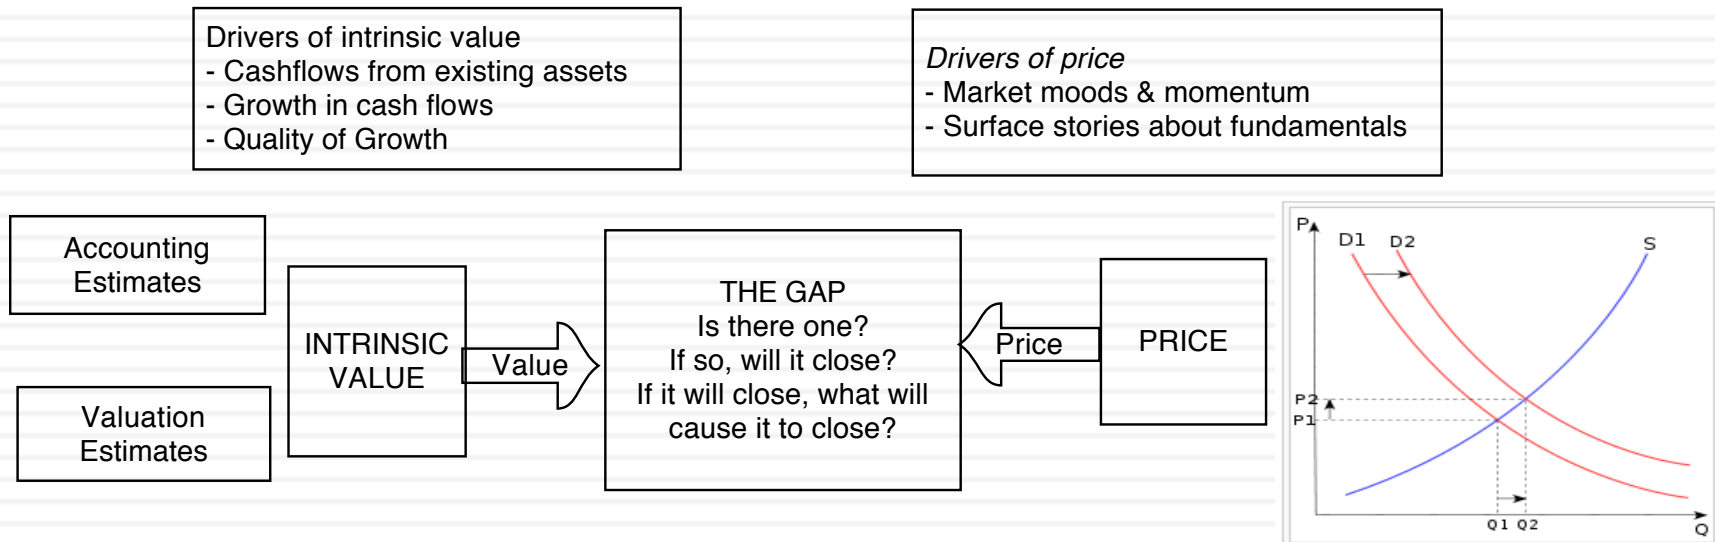 Drivers of intrinsic value
- Cashflows from existing assets
- Growth in cash flows
- Quality of Growth
Drivers of price
- Market moods & momentum
- Surface stories about fundamentals
Accounting
Estimates
Valuation
Estimates
INTRINSIC
VALUE
Value
THE GAP
Is there one?
If so, will it close?
If it will close, what will
cause it to close?
Price
PRICE
P
D1
D2
S
P2
P1
Q1
Q2
Q